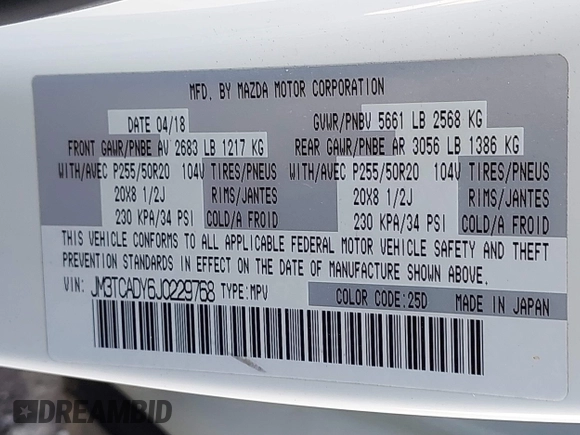 MFD. BY MAZDA MOTOR CORPORATION
DATE 04/18 GVWR/PNBV 5661 LB 2568 KG
FRONT GAWR/PNBE AV 2683 LB 1217 KG REAR GAWR/PNBE AR 3056 LB 1386 KG
WITH/AVEC P255/50R20 104V TIRES/PNEUS WITH/AVEC P255/50R20 104V TIRES/PNEUS
20X8 1/2J RIMS/JANTES 20X8 1/2J RIMS/JANTES
230 KPA/34 PSI COLD/A FROID 230 KPA/34 PSI COLD/A FROID
THIS VEHICLE CONFORMS TO ALL APPLICABLE FEDERAL MOTOR VEHICLE SAFETY AND THEFT
PREVENTION STANDARDS IN EFFECT ON THE DATE OF MANUFACTURE SHOWN ABOVE.
VIN: JM3TCADY6J0229768 TYPE:MPV COLOR CODE:25D MADE IN JAPAN
DREAMBID